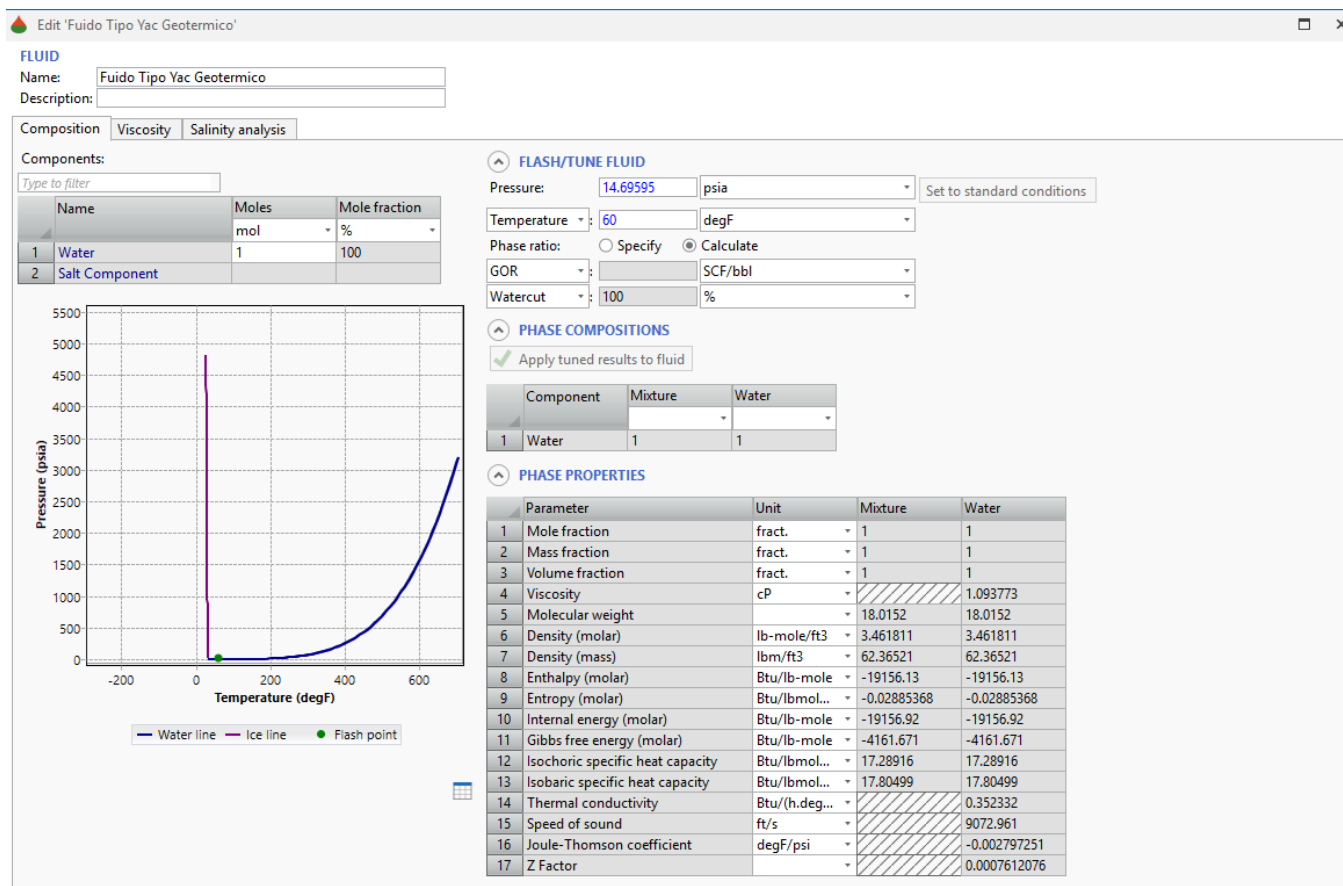 Edit 'Fuido Tipo Yac Geotermico'
FLUID
Name: Fuido Tipo Yac Geotermico
Description:
Composition Viscosity Salinity analysis
Components:
Type to filter
Name Moles Mole fraction
mol %
1 Water 1 100
2 Salt Component
5500
5000
4500
4000
3500
3000
2500
2000
1500
1000
500
0
Pressure (psia)
-200 0 200 400 600
Temperature (degF)
Water line Ice line Flash point
FLASH/TUNE FLUID
Pressure: 14.69595 psia Set to standard conditions
Temperature : 60 degF
Phase ratio: Specify Calculate
GOR : SCF/bbl
Watercut : 100 %
PHASE COMPOSITIONS
Apply tuned results to fluid
Component Mixture Water
1 Water 1 1
PHASE PROPERTIES
Parameter Unit Mixture Water
1 Mole fraction fract. 1 1
2 Mass fraction fract. 1 1
3 Volume fraction fract. 1 1
4 Viscosity cP 1.093773
5 Molecular weight 18.0152 18.0152
6 Density (molar) lb-mole/ft3 3.461811 3.461811
7 Density (mass) lbm/ft3 62.36521 62.36521
8 Enthalpy (molar) Btu/lb-mole -19156.13 -19156.13
9 Entropy (molar) Btu/lbmol... -0.02885368 -0.02885368
10 Internal energy (molar) Btu/lb-mole -19156.92 -19156.92
11 Gibbs free energy (molar) Btu/lb-mole -4161.671 -4161.671
12 Isochoric specific heat capacity Btu/lbmol... 17.28916 17.28916
13 Isobaric specific heat capacity Btu/lbmol... 17.80499 17.80499
14 Thermal conductivity Btu/(h.deg... 0.352332
15 Speed of sound ft/s 9072.961
16 Joule-Thomson coefficient degF/psi -0.002797251
17 Z Factor 0.0007612076